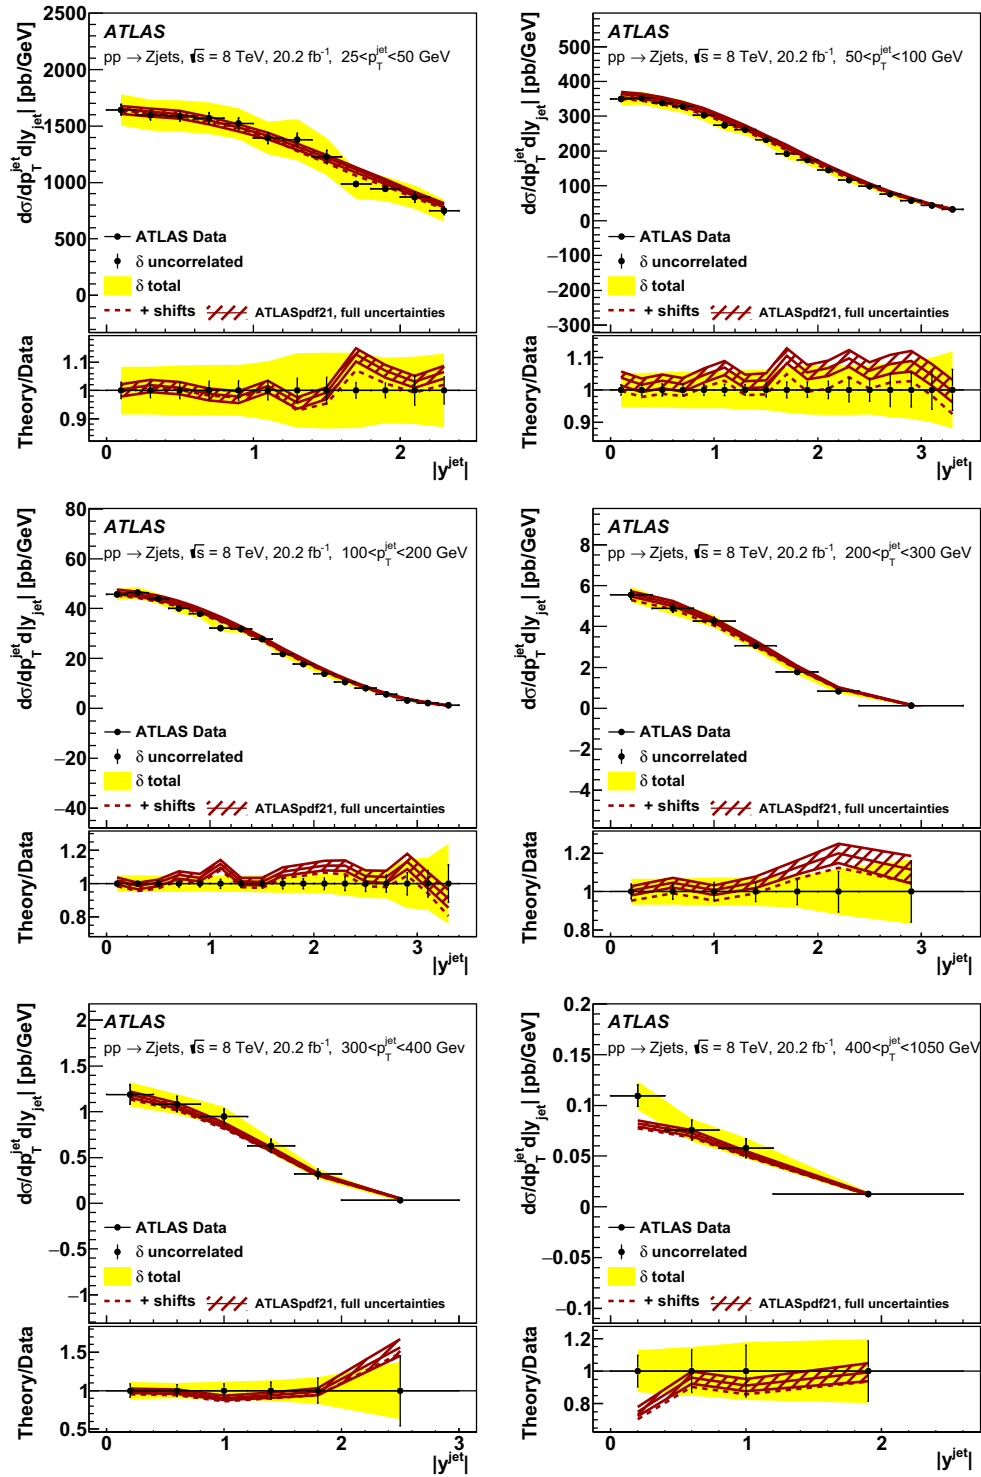 ATLAS
pp → Zjets, √s = 8 TeV, 20.2 fb⁻¹, 25<p_T^jet<50 GeV
dσ/dp_T^jet d|y_jet| [pb/GeV]
2500
2000
1500
1000
500
0
ATLAS Data
δ uncorrelated
δ total
+ shifts
ATLASpdf21, full uncertainties
Theory/Data
1.1
1
0.9
0 1 2
|y^jet|
ATLAS
pp → Zjets, √s = 8 TeV, 20.2 fb⁻¹, 50<p_T^jet<100 GeV
dσ/dp_T^jet d|y_jet| [pb/GeV]
500
400
300
200
100
0
−100
−200
−300
ATLAS Data
δ uncorrelated
δ total
+ shifts
ATLASpdf21, full uncertainties
Theory/Data
1.1
1
0.9
0 1 2 3
|y^jet|
ATLAS
pp → Zjets, √s = 8 TeV, 20.2 fb⁻¹, 100<p_T^jet<200 GeV
dσ/dp_T^jet d|y_jet| [pb/GeV]
80
60
40
20
0
−20
−40
ATLAS Data
δ uncorrelated
δ total
+ shifts
ATLASpdf21, full uncertainties
Theory/Data
1.2
1
0.8
0 1 2 3
|y^jet|
ATLAS
pp → Zjets, √s = 8 TeV, 20.2 fb⁻¹, 200<p_T^jet<300 GeV
dσ/dp_T^jet d|y_jet| [pb/GeV]
8
6
4
2
0
−2
−4
ATLAS Data
δ uncorrelated
δ total
+ shifts
ATLASpdf21, full uncertainties
Theory/Data
1.2
1
0.8
0 1 2 3
|y^jet|
ATLAS
pp → Zjets, √s = 8 TeV, 20.2 fb⁻¹, 300<p_T^jet<400 Gev
dσ/dp_T^jet d|y_jet| [pb/GeV]
2
1.5
1
0.5
0
−0.5
−1
ATLAS Data
δ uncorrelated
δ total
+ shifts
ATLASpdf21, full uncertainties
Theory/Data
1.5
1
0.5
0 1 2 3
|y^jet|
ATLAS
pp → Zjets, √s = 8 TeV, 20.2 fb⁻¹, 400<p_T^jet<1050 GeV
dσ/dp_T^jet d|y_jet| [pb/GeV]
0.2
0.15
0.1
0.05
0
−0.05
−0.1
ATLAS Data
δ uncorrelated
δ total
+ shifts
ATLASpdf21, full uncertainties
Theory/Data
1.2
1
0.8
0 1 2
|y^jet|